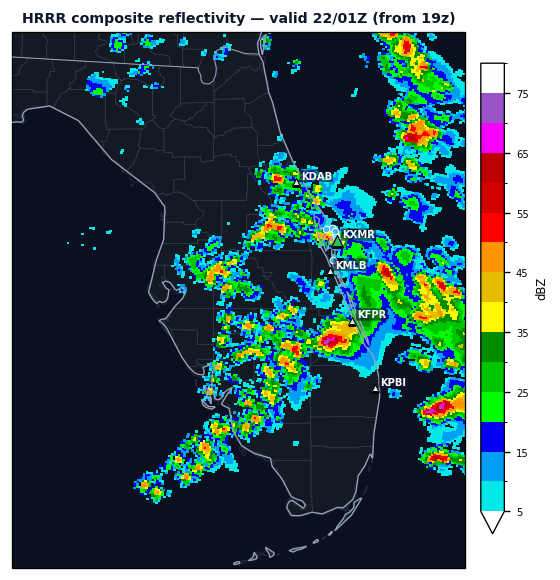 HRRR composite reflectivity — valid 22/01Z (from 19z)
KDAB
KXMR
KMLB
KFPR
KPBI
75
65
55
45
35
25
15
5
dBZ